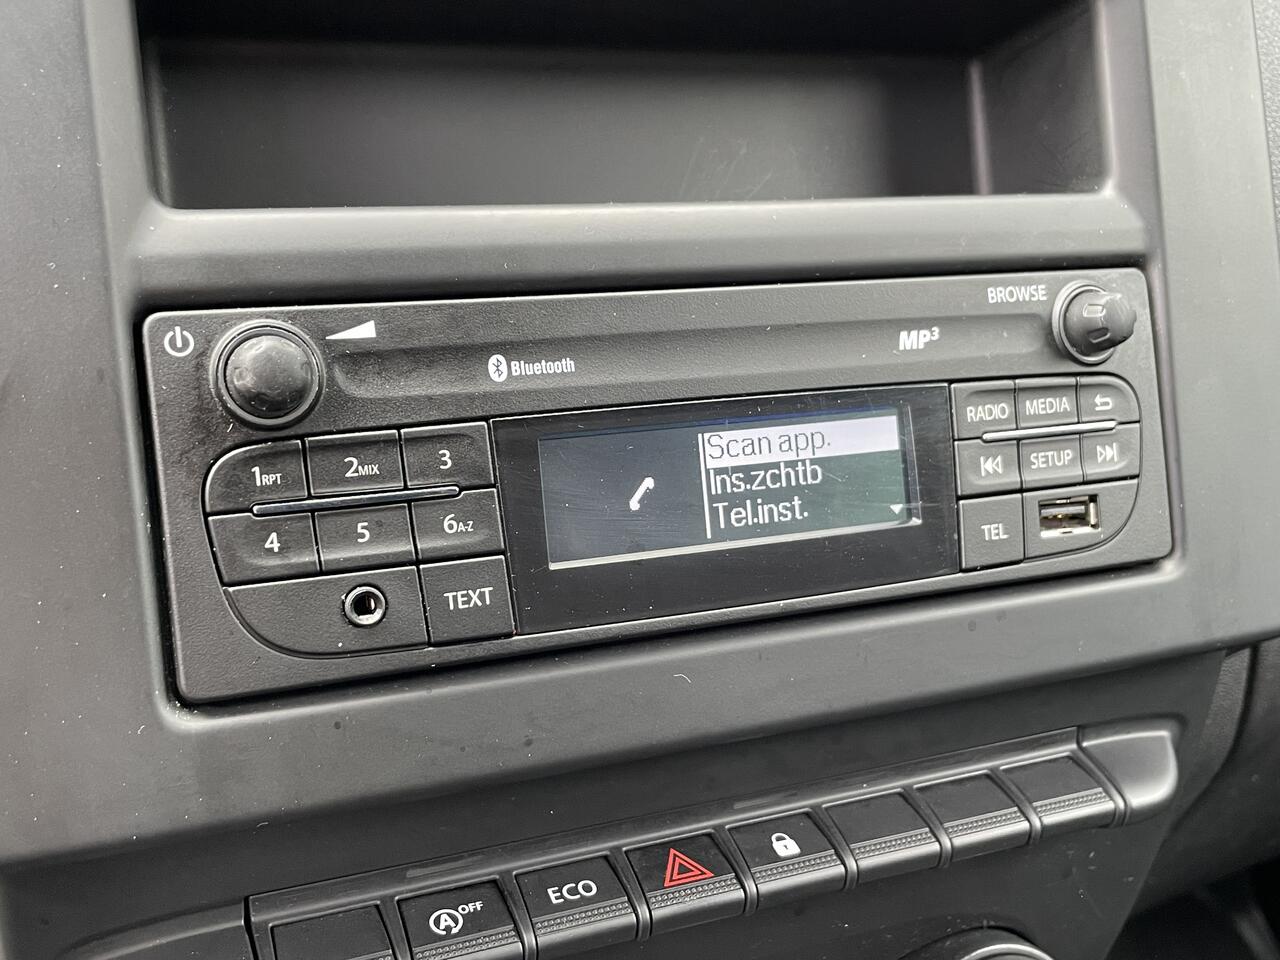 BROWSE
Bluetooth
MP3
RADIO
MEDIA
1RPT
2MIX
3
Scan app.
Ins.zchtb
Tel.inst.
SETUP
4
5
6A-Z
TEL
TEXT
A OFF
ECO